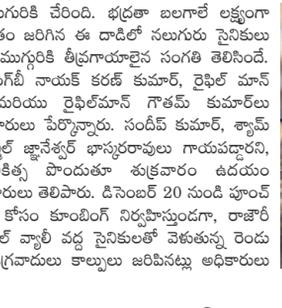 గురికి చేరింది. భద్రతా బలగాలే లక్ష్యంగా
తం జరిగిన ఈ దాడిలో నలుగురు సైనికులు
ముగ్గురికి తీవ్రగాయాలైన సంగతి తెలిసిందే.
గ్‌బీ నాయక్ కరణ్ కుమార్, రైఫిల్ మాన్
మరియు రైఫిల్‌మాన్ గౌతమ్ కుమార్‌లు
రులు పేర్కొన్నారు. సందీప్ కుమార్, శ్యామ్
ల్ జ్ఞానేశ్వర్ భాస్కరరావులు గాయపడ్డారని,
కిత్స పొందుతూ శుక్రవారం ఉదయం
రులు తెలిపారు. డిసెంబర్ 20 నుండి పూంచ్
కోసం కూంబింగ్ నిర్వహిస్తుండగా, రాజౌరీ
ల్ వ్యాలీ వద్ద సైనికులతో వెళుతున్న రెండు
గ్రవాదులు కాల్పులు జరిపినట్లు అధికారులు